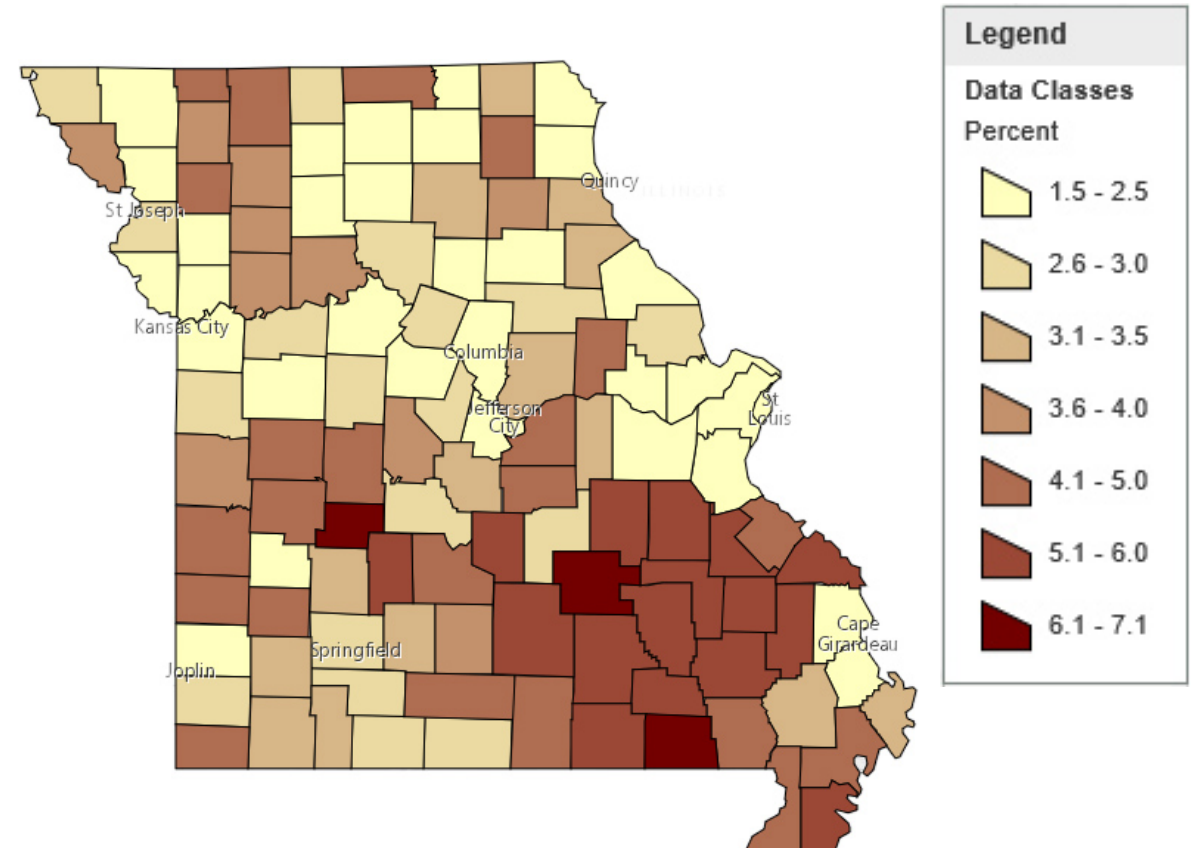 Legend
Data Classes
Percent
1.5 - 2.5
2.6 - 3.0
3.1 - 3.5
3.6 - 4.0
4.1 - 5.0
5.1 - 6.0
6.1 - 7.1
Quincy
St Joseph
Kansas City
Columbia
Jefferson
City
St
Louis
Cape
Girardeau
Springfield
Joplin